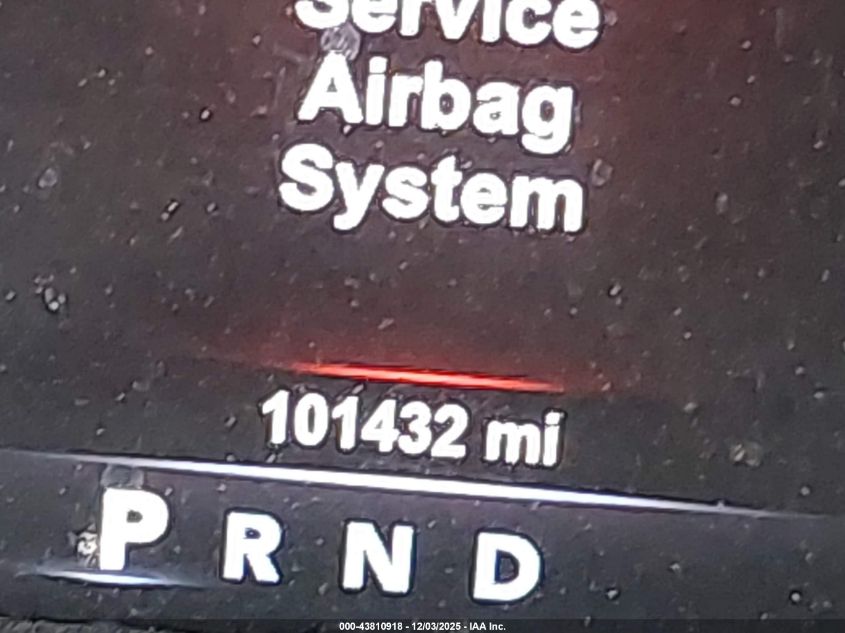 Service
Airbag
System
101432 mi
P R N D
000-43810918 - 12/03/2025 - IAA Inc.